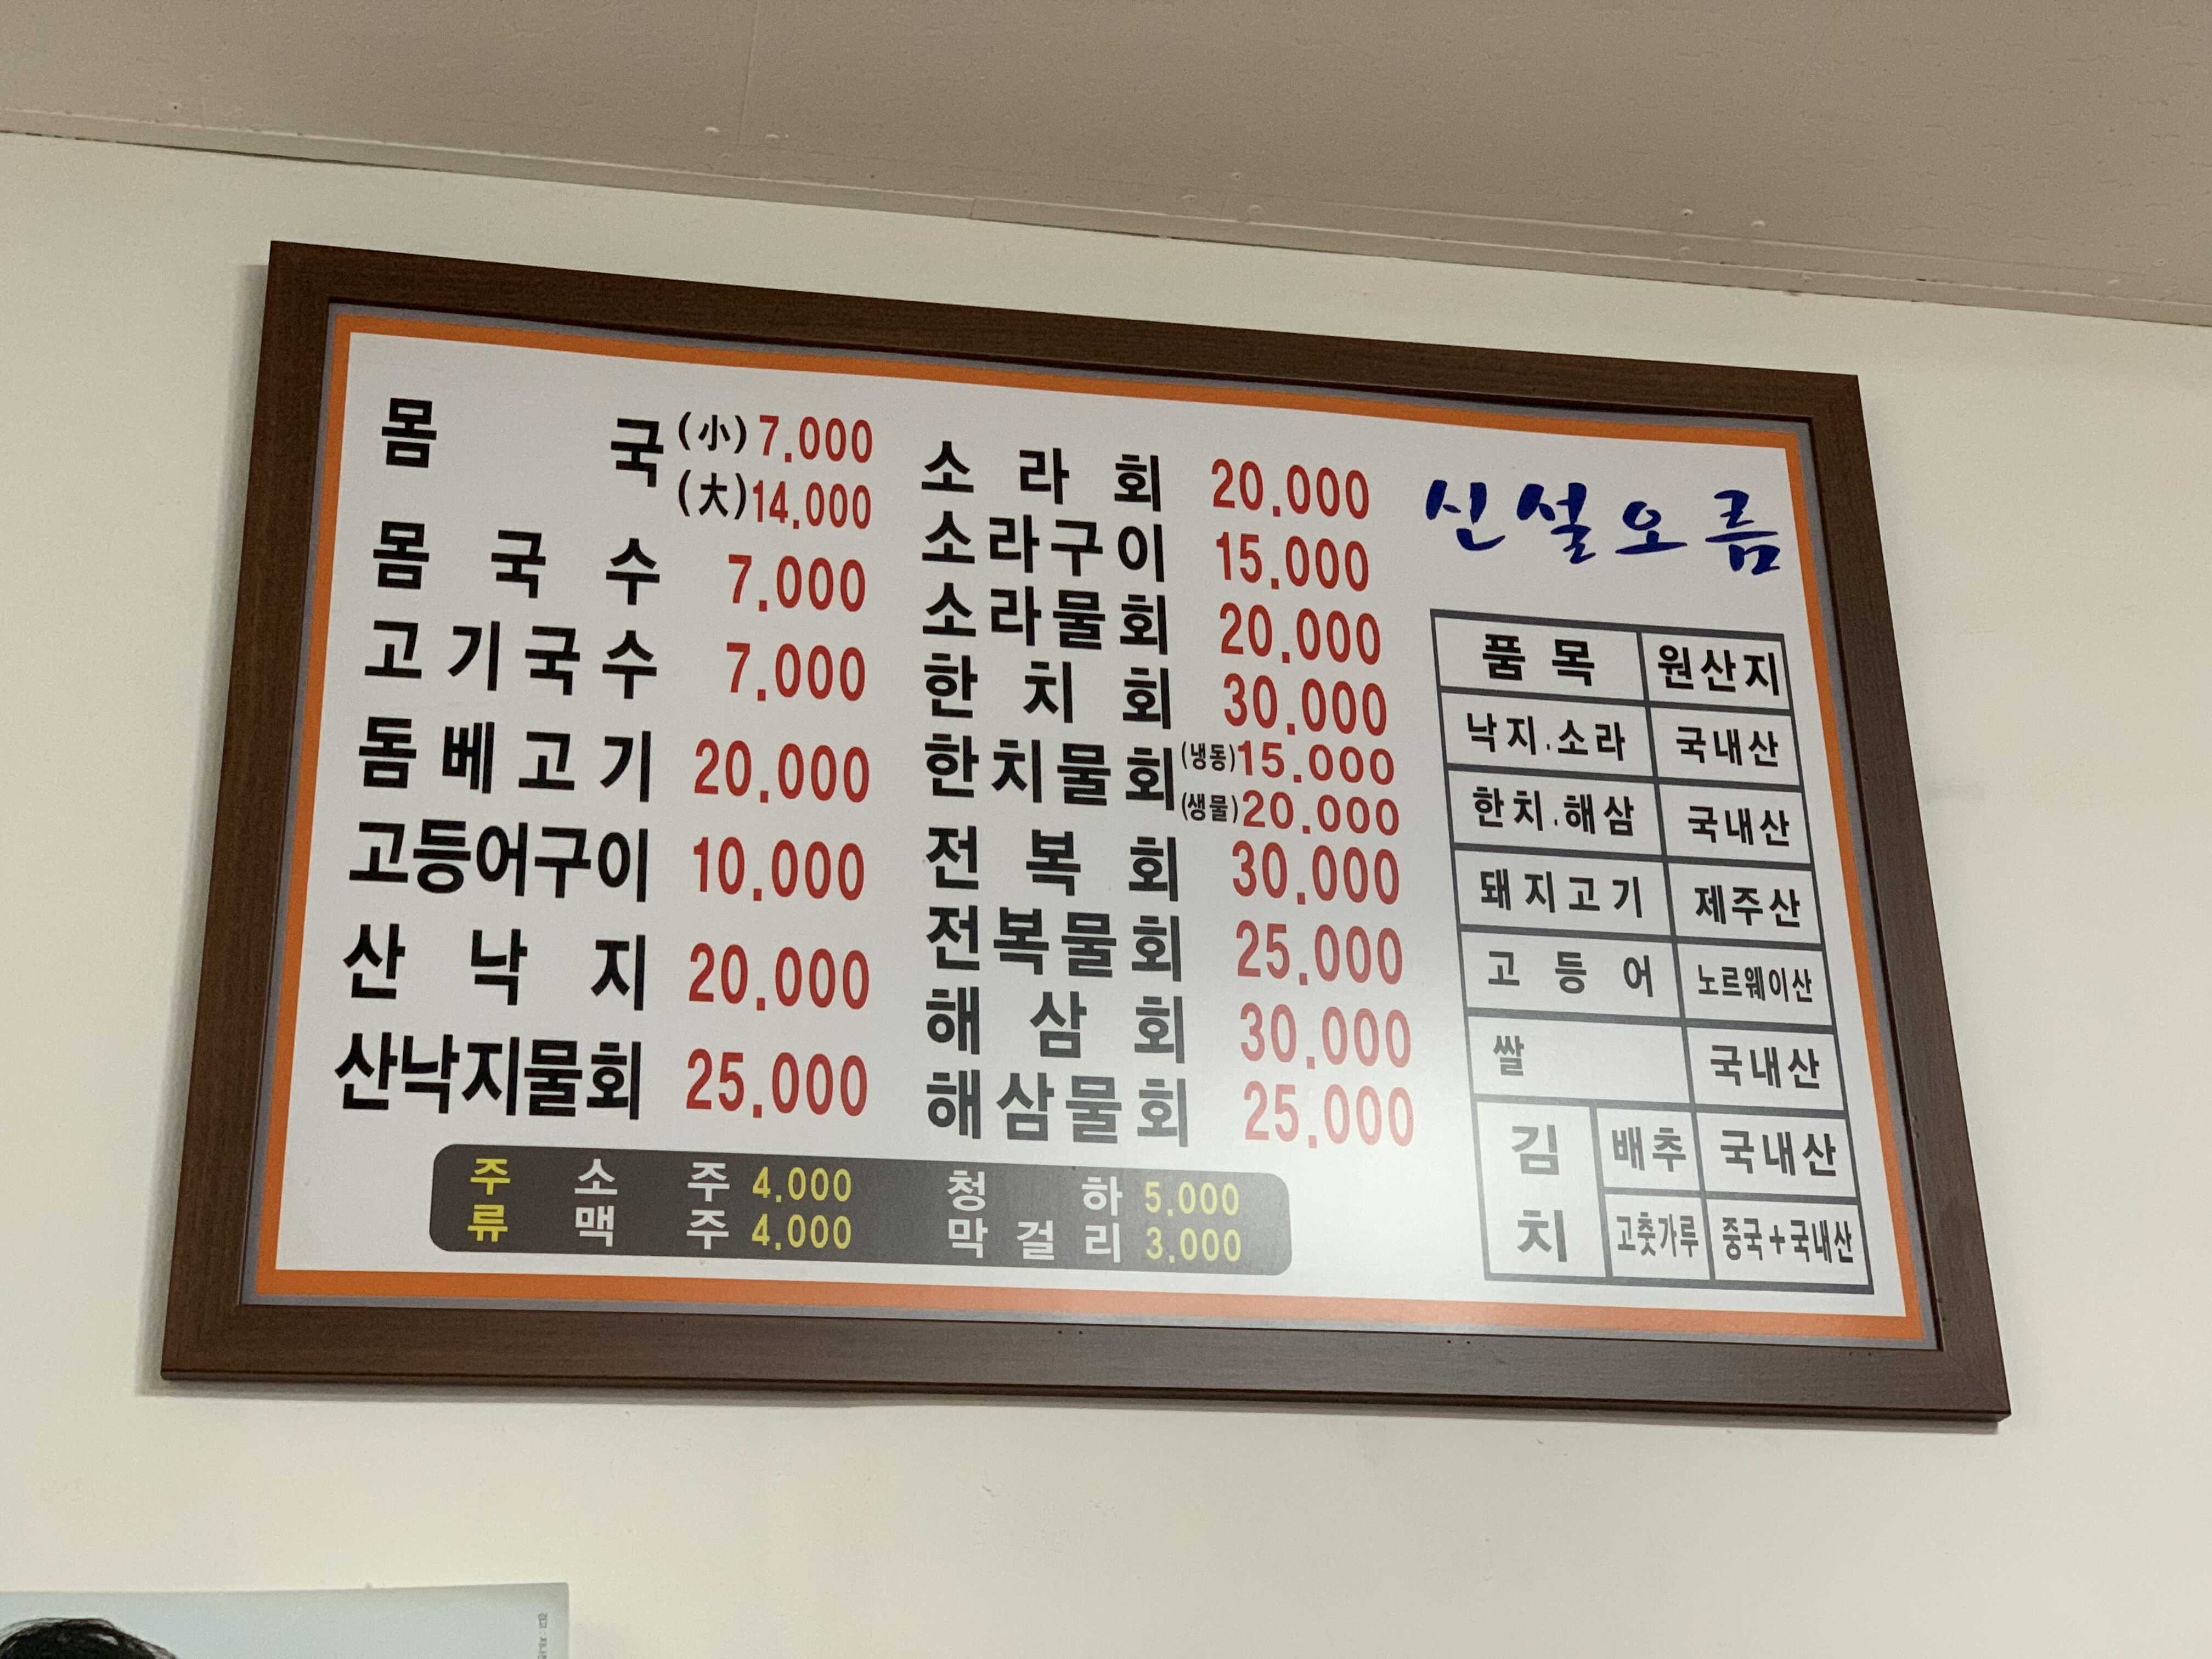 몸국 (小) 7.000
(大) 14.000
몸국수 7.000
고기국수 7.000
돔베고기 20.000
고등어구이 10.000
산낙지 20.000
산낙지물회 25.000
소라회 20.000
소라구이 15.000
소라물회 20.000
한치회 30.000
한치물회 (냉동) 15.000
(생물) 20.000
전복회 30.000
전복물회 25.000
해삼회 30.000
해삼물회 25.000
주류
소주 4.000 청하 5.000
맥주 4.000 막걸리 3.000
신설오름
품목 원산지
낙지.소라 국내산
한치.해삼 국내산
돼지고기 제주산
고등어 노르웨이산
쌀 국내산
김치 배추 국내산
고춧가루 중국+국내산